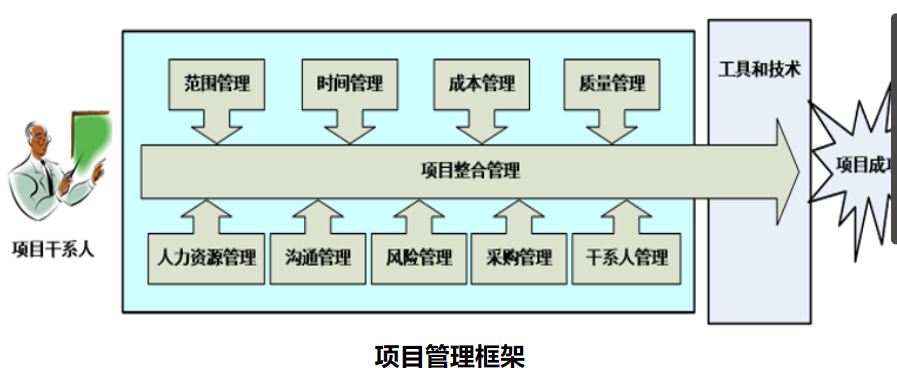 范围管理
时间管理
成本管理
质量管理
工具和技术
项目干系人
项目整合管理
项目成
人力资源管理
沟通管理
风险管理
采购管理
干系人管理
项目管理框架